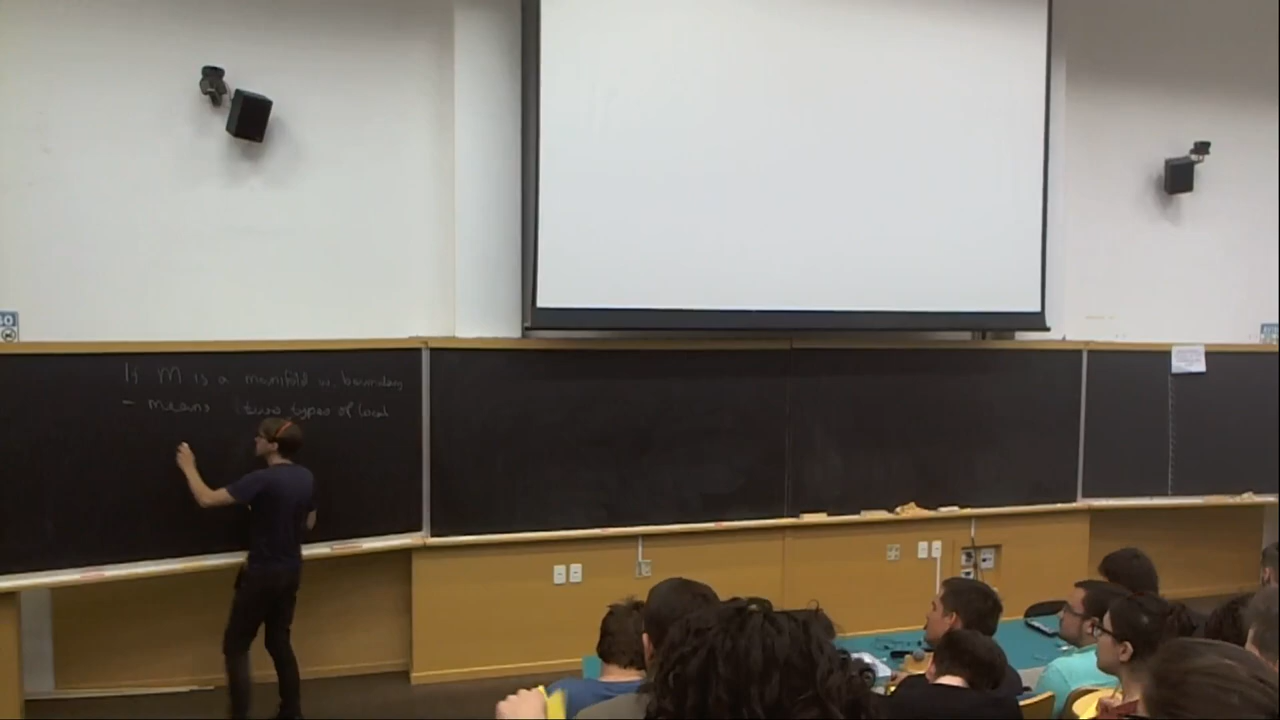 If M is a manifold w. boundary
- means two types of local